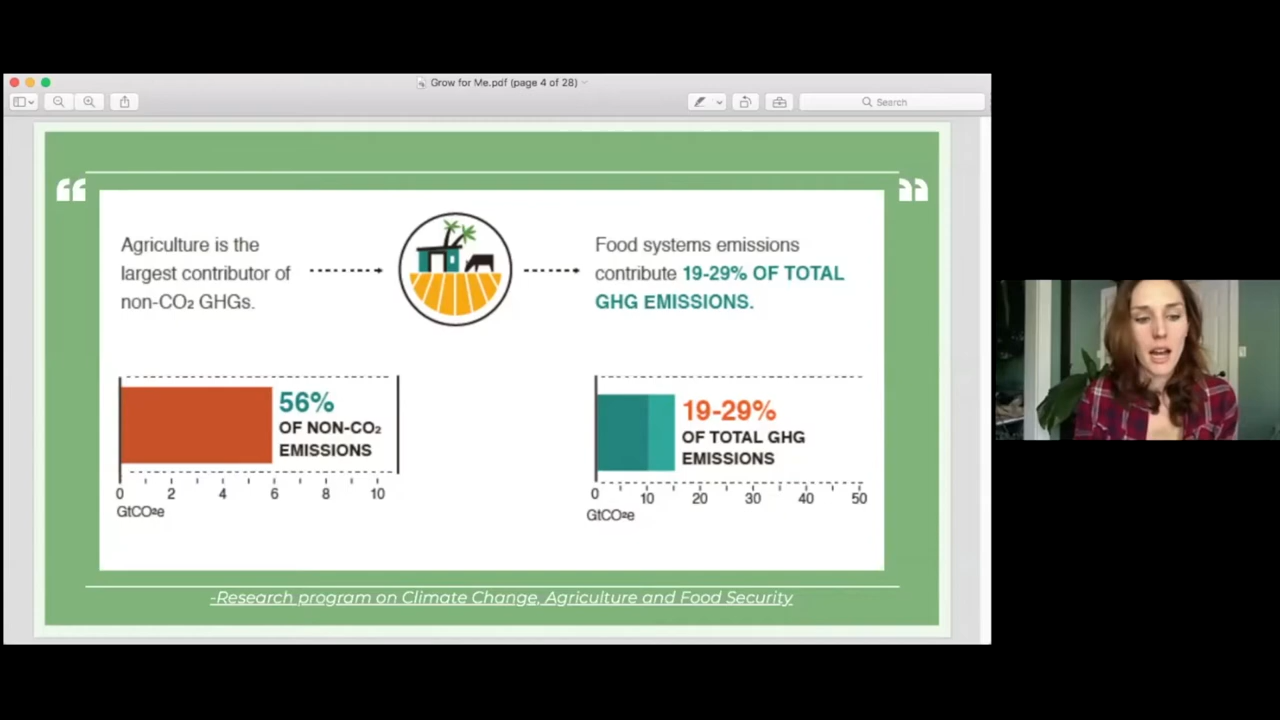 Grow for Me.pdf (page 4 of 28)
Search
“ ”
Agriculture is the
largest contributor of
non-CO₂ GHGs.
Food systems emissions
contribute 19-29% OF TOTAL
GHG EMISSIONS.
56%
OF NON-CO₂
EMISSIONS
0 2 4 6 8 10
GtCO²e
19-29%
OF TOTAL GHG
EMISSIONS
0 10 20 30 40 50
GtCO²e
-Research program on Climate Change, Agriculture and Food Security